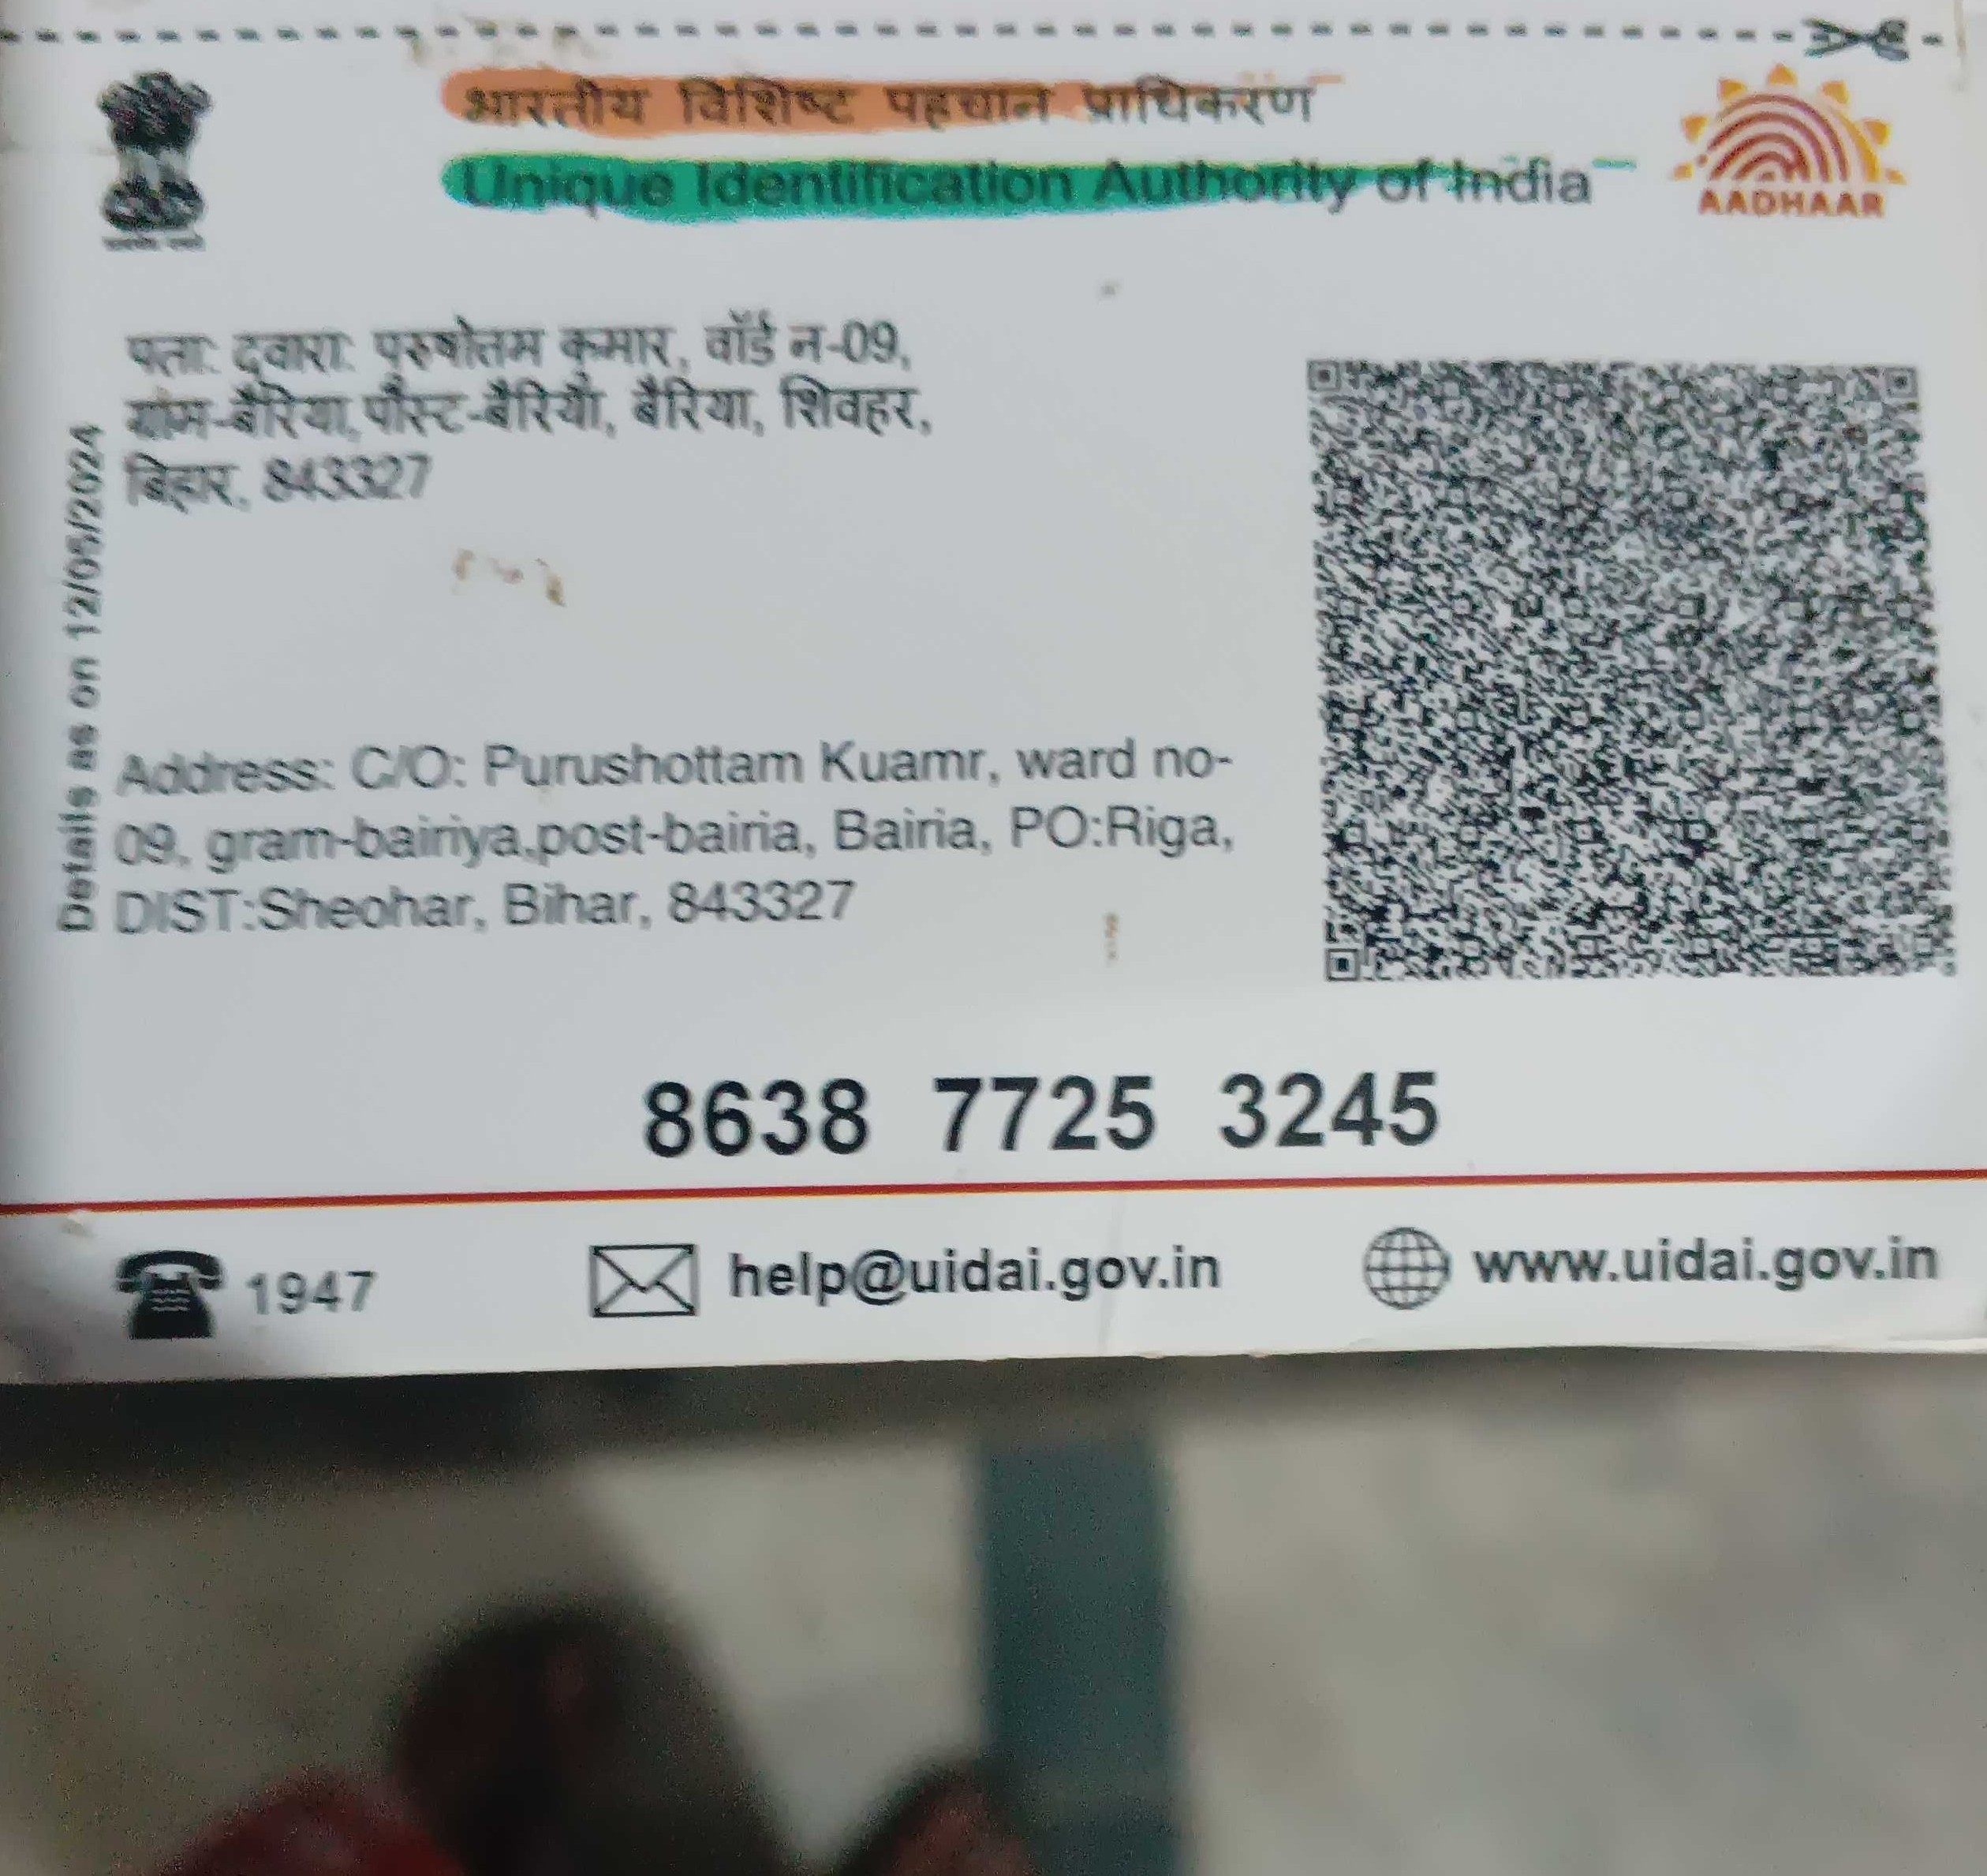 भारतीय विशिष्ट पहचान प्राधिकरण
Unique Identification Authority of India
AADHAAR
पता: द्वारा: पुरुषोतम कुमार, वॉर्ड न-09,
ग्राम-बैरिया,पोस्ट-बैरिया, बैरिया, शिवहर,
बिहार, 843327
Details as on 12/05/2024
Address: C/O: Purushottam Kuamr, ward no-
09, gram-bairiya,post-bairia, Bairia, PO:Riga,
DIST:Sheohar, Bihar, 843327
8638 7725 3245
1947
help@uidai.gov.in
www.uidai.gov.in